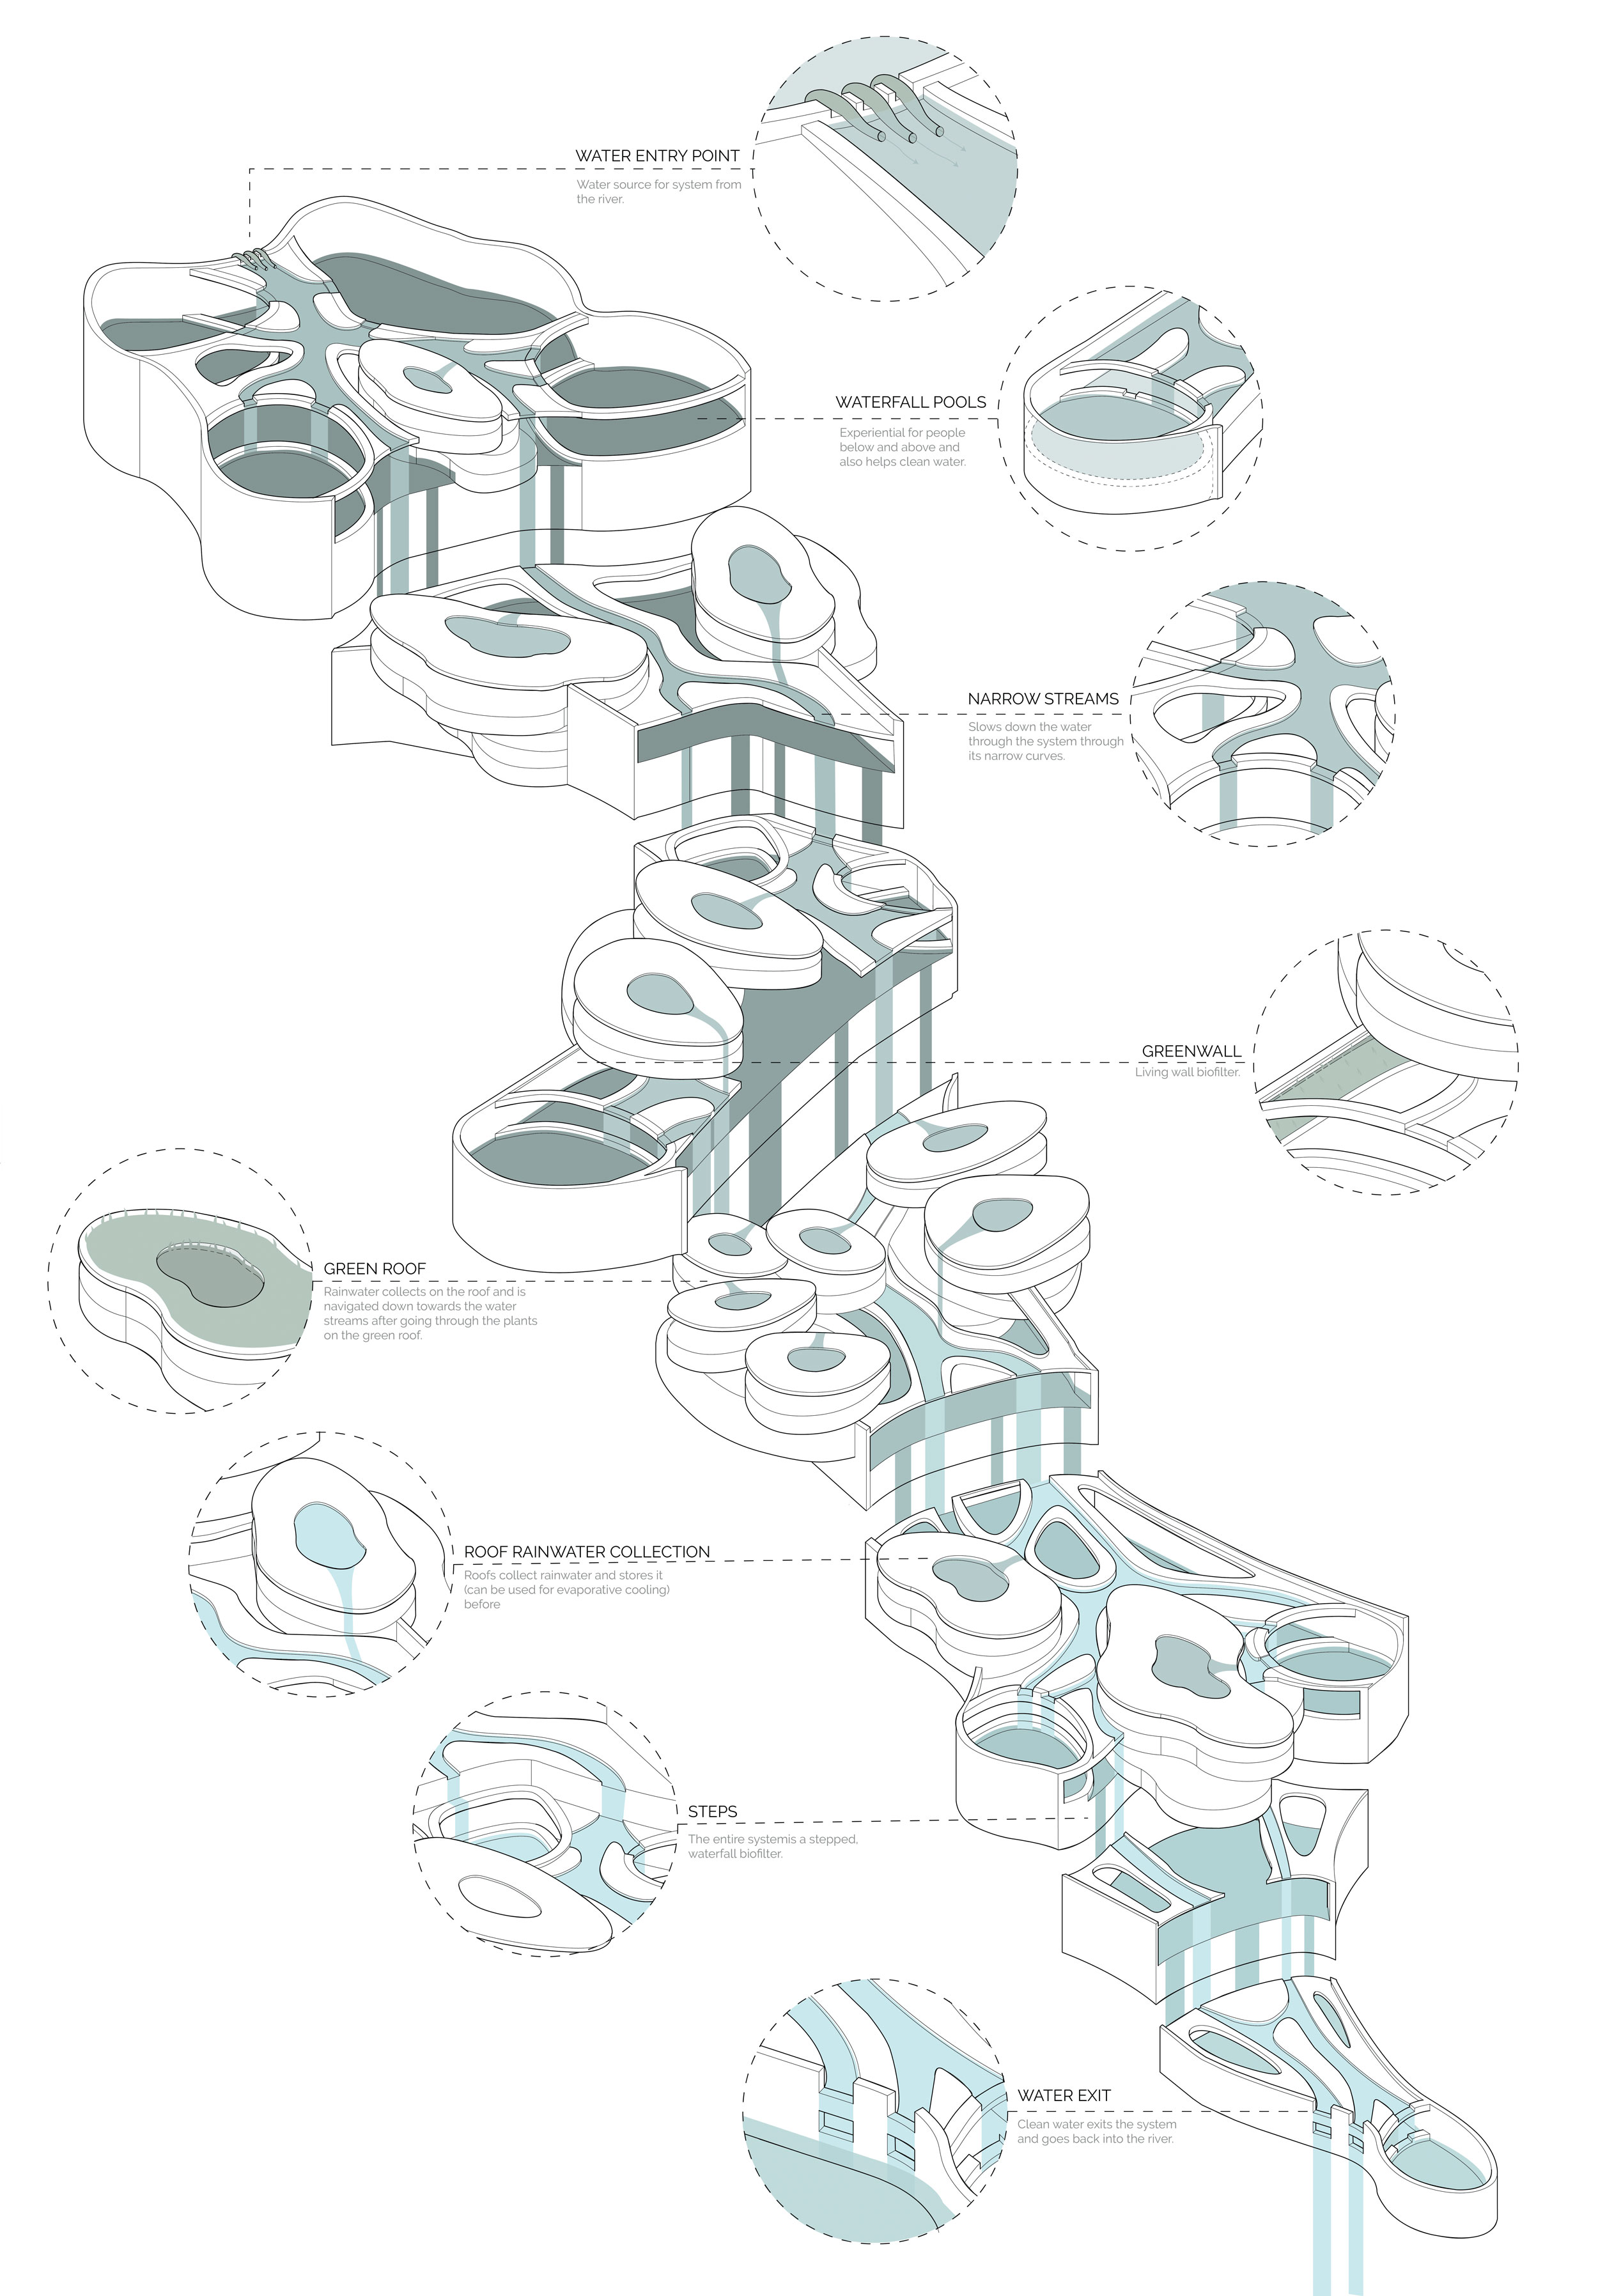 WATER ENTRY POINT
Water source for system from
the river.
WATERFALL POOLS
Experiential for people
below and above and
also helps clean water.
NARROW STREAMS
Slows down the water
through the system through
its narrow curves.
GREENWALL
Living wall biofilter.
GREEN ROOF
Rainwater collects on the roof and is
navigated down towards the water
streams after going through the plants
on the green roof.
ROOF RAINWATER COLLECTION
Roofs collect rainwater and stores it
(can be used for evaporative cooling)
before
STEPS
The entire systemis a stepped,
waterfall biofilter.
WATER EXIT
Clean water exits the system
and goes back into the river.